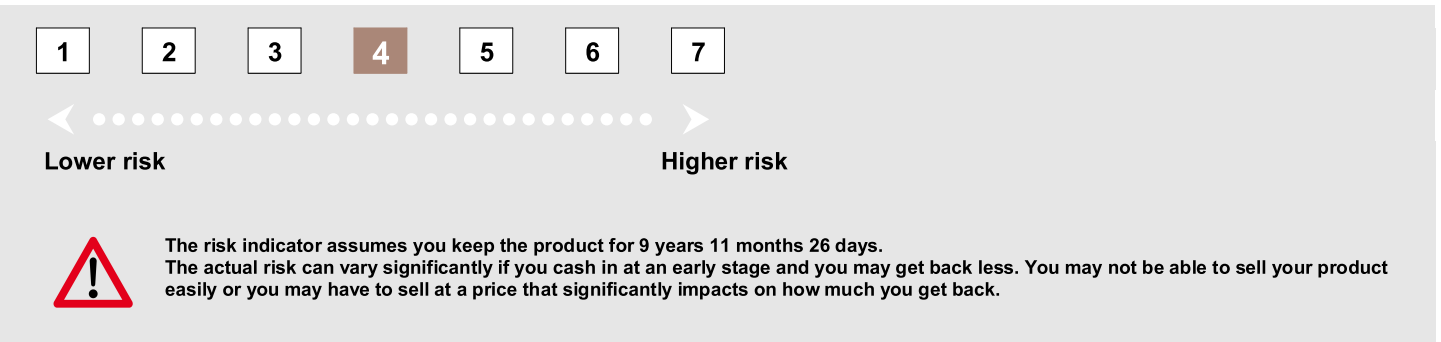 1 2 3 4 5 6 7
Lower risk Higher risk
The risk indicator assumes you keep the product for 9 years 11 months 26 days.
The actual risk can vary significantly if you cash in at an early stage and you may get back less. You may not be able to sell your product
easily or you may have to sell at a price that significantly impacts on how much you get back.